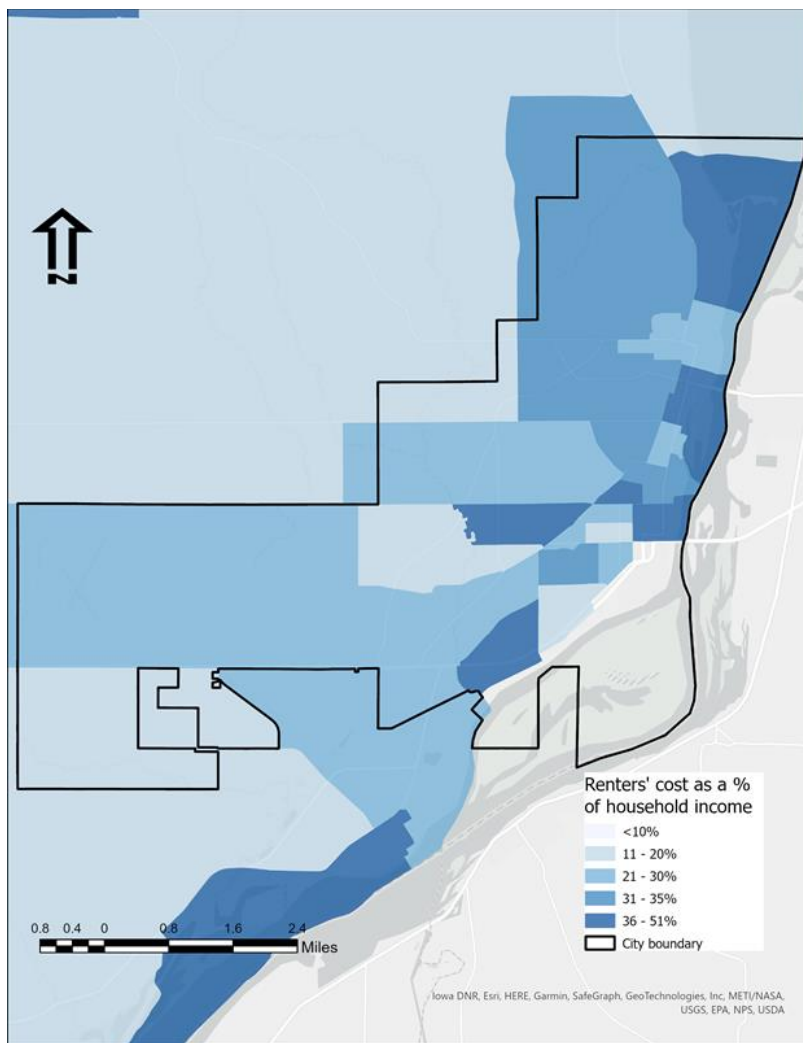 N
Renters' cost as a %
of household income
<10%
11 - 20%
21 - 30%
31 - 35%
36 - 51%
City boundary
0.8 0.4 0 0.8 1.6 2.4
Miles
Iowa DNR, Esri, HERE, Garmin, SafeGraph, GeoTechnologies, Inc, METI/NASA,
USGS, EPA, NPS, USDA